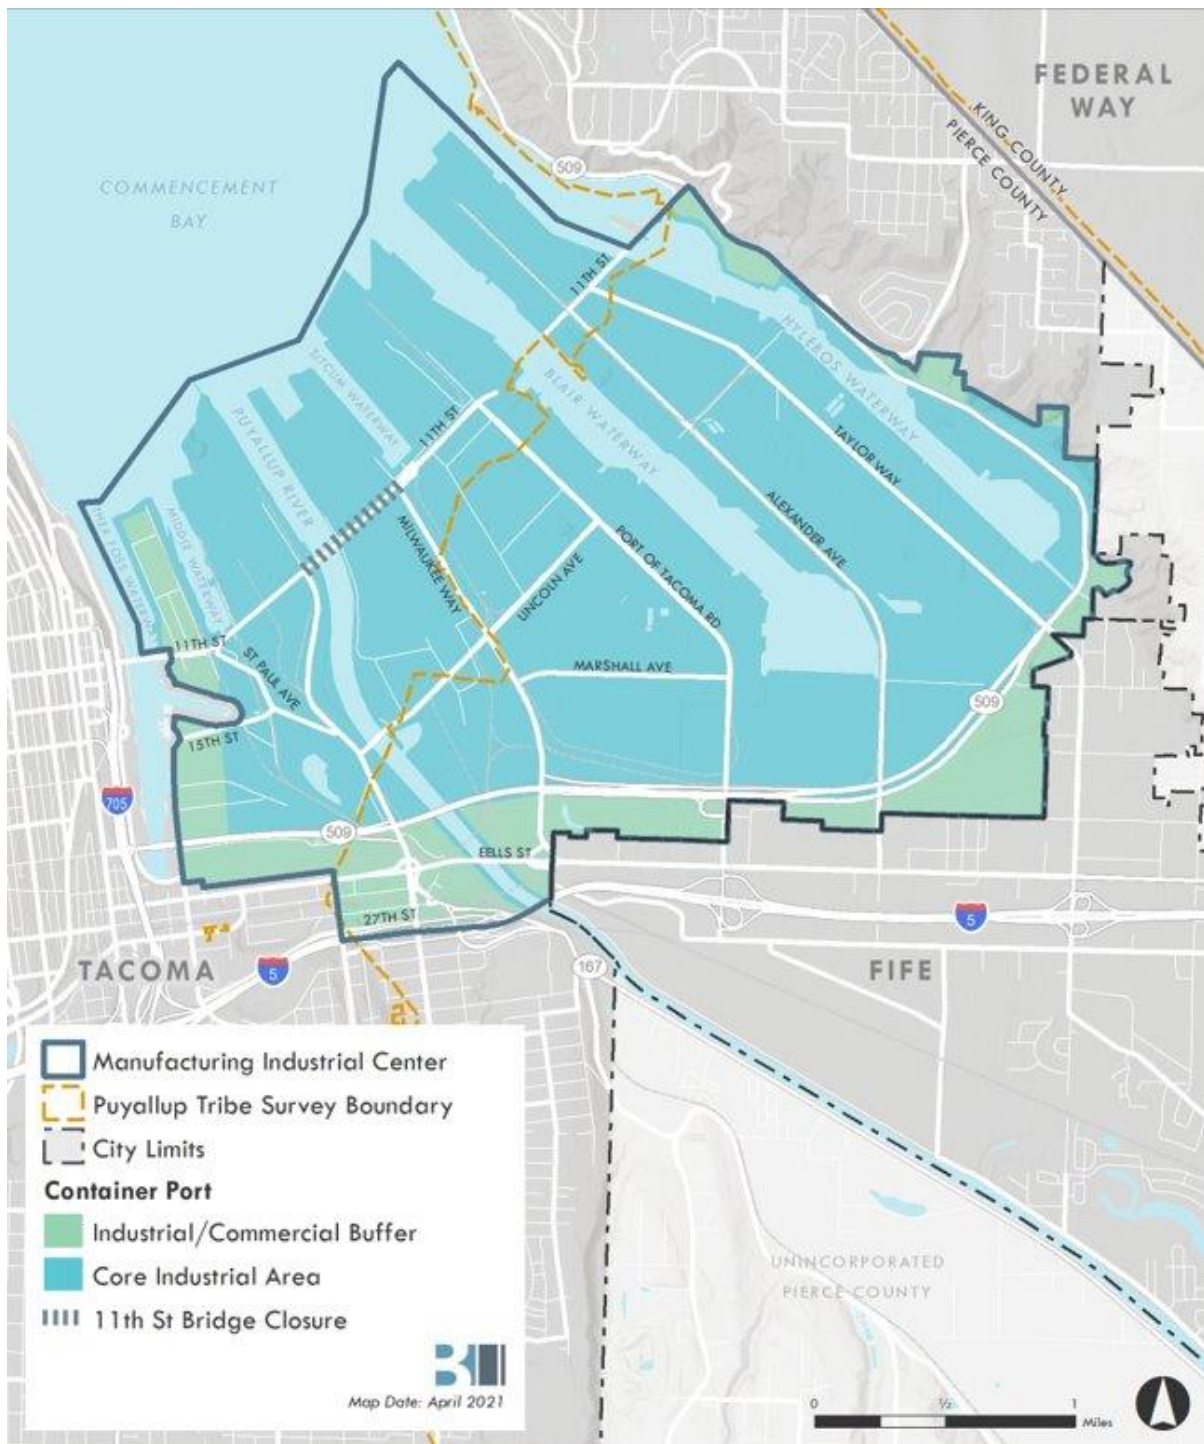 FEDERAL
WAY
KING COUNTY
PIERCE COUNTY
509
COMMENCEMENT
BAY
11TH ST
HYLEBOS WATERWAY
SITCUM WATERWAY
BLAIR WATERWAY
PUYALLUP RIVER
11TH ST
TAYLOR WAY
ALEXANDER AVE
THEA FOSS WATERWAY
MIDDLE WATERWAY
MILWAUKEE WAY
PORT OF TACOMA RD
LINCOLN AVE
11TH ST
ST PAUL AVE
MARSHALL AVE
509
15TH ST
705
509
EELLS ST
27TH ST
5
TACOMA
5
167
FIFE
Manufacturing Industrial Center
Puyallup Tribe Survey Boundary
City Limits
Container Port
Industrial/Commercial Buffer
Core Industrial Area
11th St Bridge Closure
Map Date: April 2021
UNINCORPORATED
PIERCE COUNTY
0
½
1
Miles